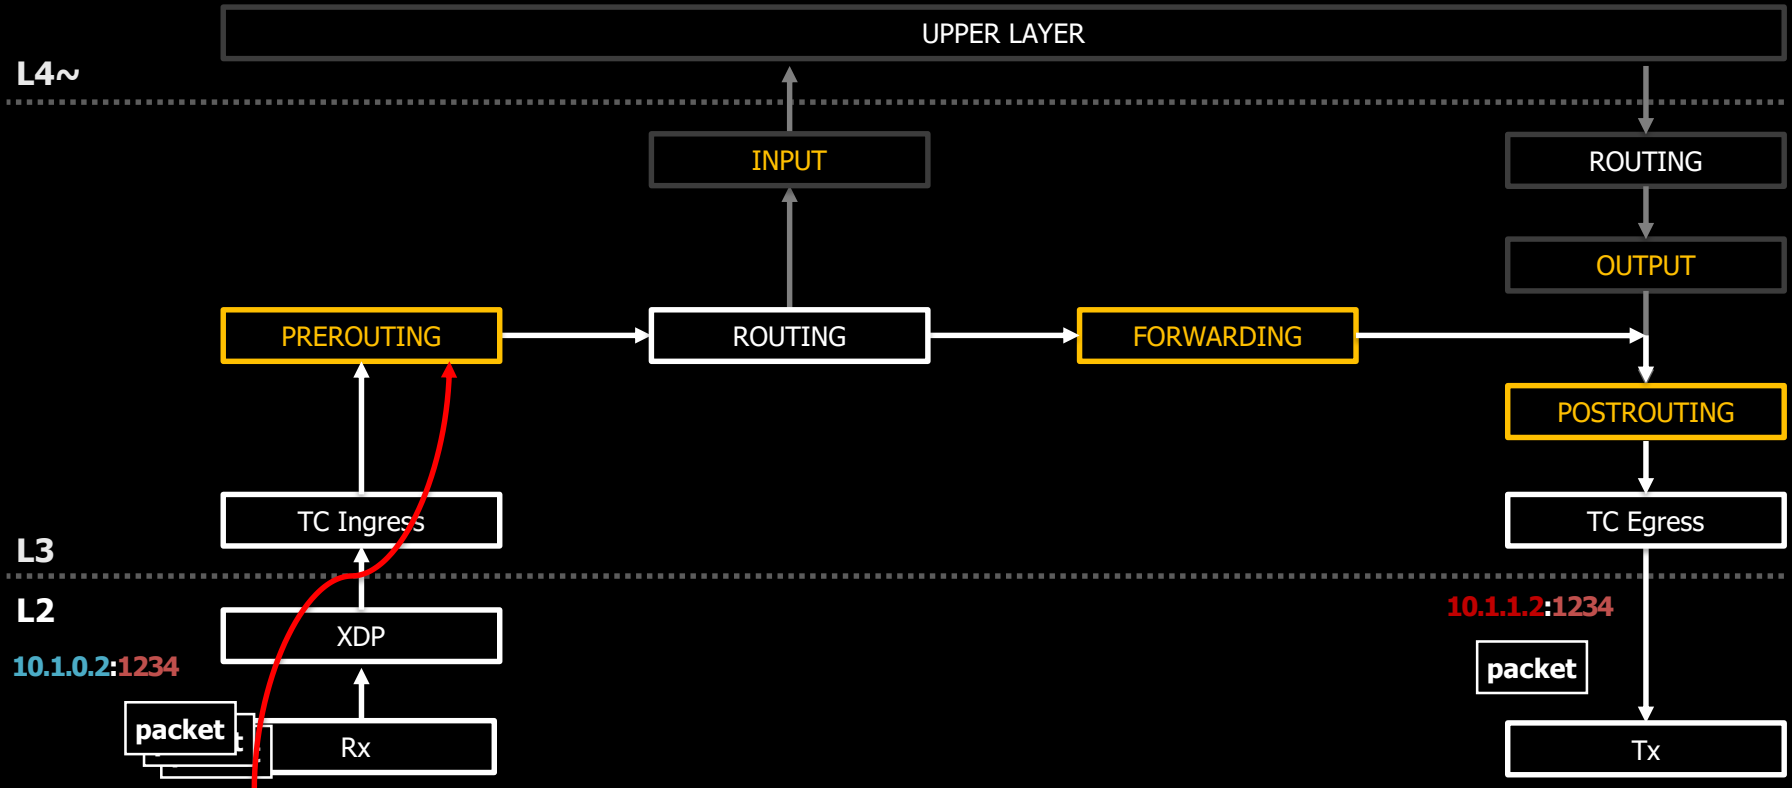 UPPER LAYER
L4~
INPUT
ROUTING
OUTPUT
PREROUTING
ROUTING
FORWARDING
POSTROUTING
TC Ingress
TC Egress
L3
L2
10.1.1.2:1234
XDP
10.1.0.2:1234
packet
packet
Rx
Tx